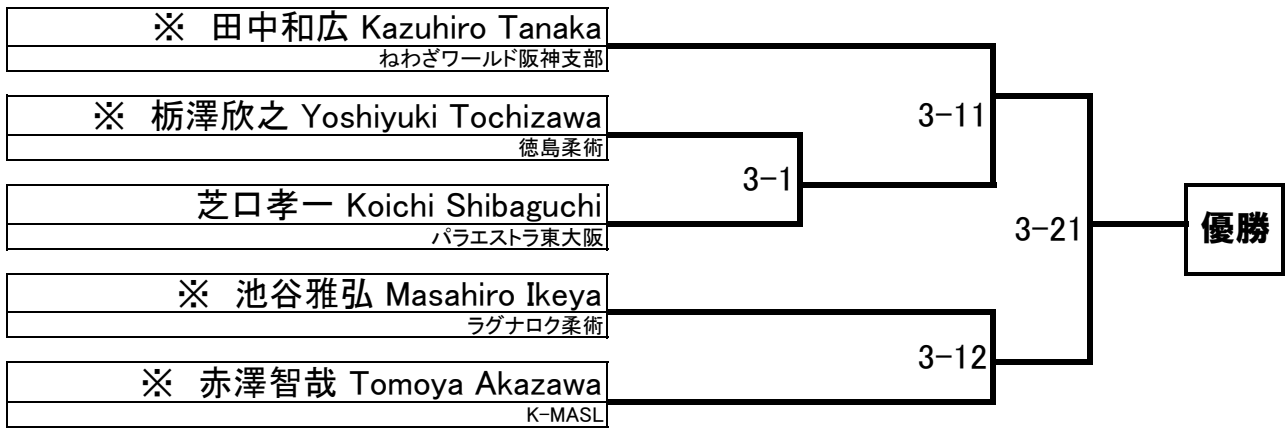 ※ 田中和広 Kazuhiro Tanaka
ねわざワールド阪神支部
※ 栃澤欣之 Yoshiyuki Tochizawa
徳島柔術
芝口孝一 Koichi Shibaguchi
パラエストラ東大阪
※ 池谷雅弘 Masahiro Ikeya
ラグナロク柔術
※ 赤澤智哉 Tomoya Akazawa
K-MASL
3-1
3-11
3-12
3-21
優勝